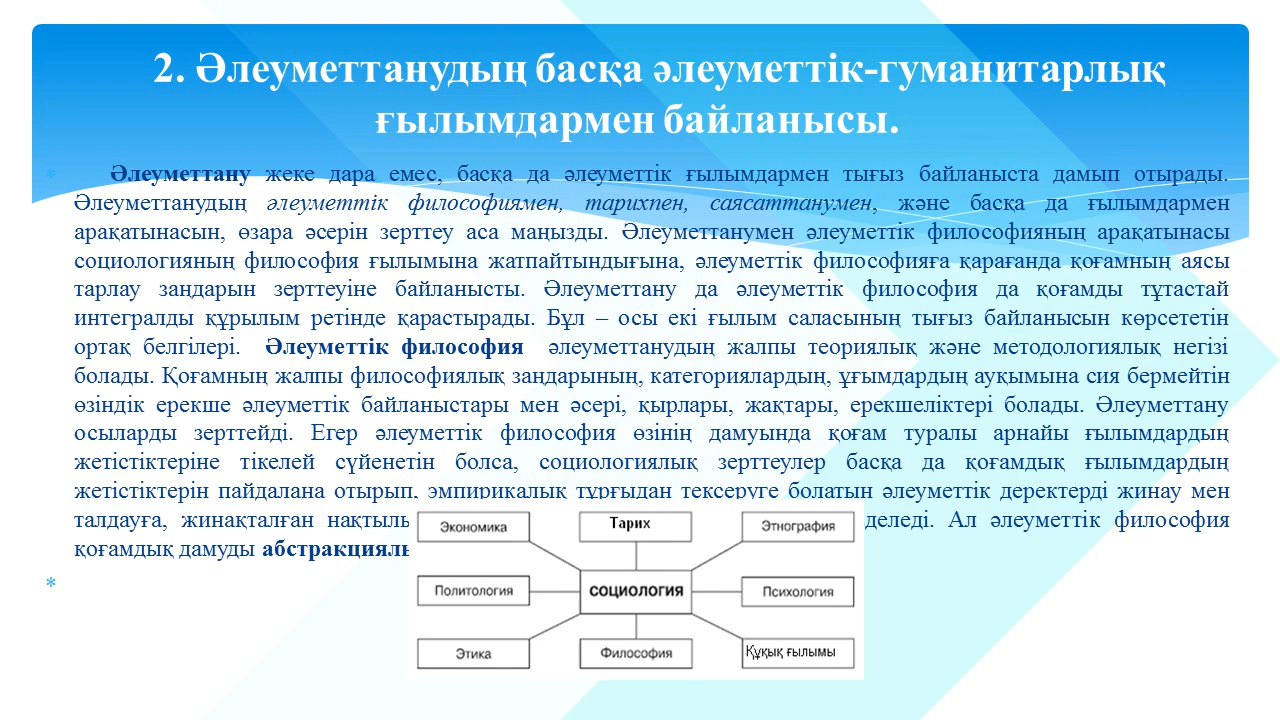 2. Әлеуметтанудың басқа әлеуметтік-гуманитарлық
ғылымдармен байланысы.
* Әлеуметтану жеке дара емес, басқа да әлеуметтік ғылымдармен тығыз байланыста дамып отырады.
Әлеуметтанудың әлеуметтік философиямен, тарихпен, саясаттанумен, және басқа да ғылымдармен
арақатынасын, өзара әсерін зерттеу аса маңызды. Әлеуметтанумен әлеуметтік философияның арақатынасы
социологияның философия ғылымына жатпайтындығына, әлеуметтік философияға қарағанда қоғамның аясы
тарлау заңдарын зерттеуіне байланысты. Әлеуметтану да әлеуметтік философия да қоғамды тұтастай
интегралды құрылым ретінде қарастырады. Бұл – осы екі ғылым саласының тығыз байланысын көрсететін
ортақ белгілері. Әлеуметтік философия әлеуметтанудың жалпы теориялық және методологиялық негізі
болады. Қоғамның жалпы философиялық заңдарының, категориялардың, ұғымдардың ауқымына сия бермейтін
өзіндік ерекше әлеуметтік байланыстары мен әсері, қырлары, жақтары, ерекшеліктері болады. Әлеуметтану
осыларды зерттейді. Егер әлеуметтік философия өзінің дамуында қоғам туралы арнайы ғылымдардың
жетістіктеріне тікелей сүйенетін болса, социологиялық зерттеулер басқа да қоғамдық ғылымдардың
жетістіктерін пайдалана отырып, эмпирикалық тұрғыдан тексеруге болатын әлеуметтік деректерді жинау мен
талдауға, жинақталған деледі. Ал әлеуметтік философия
қоғамдық дамуды
*
Экономика Тарих Этнография
Политология СОЦИОЛОГИЯ Психология
Этика Философия Құқық ғылымы